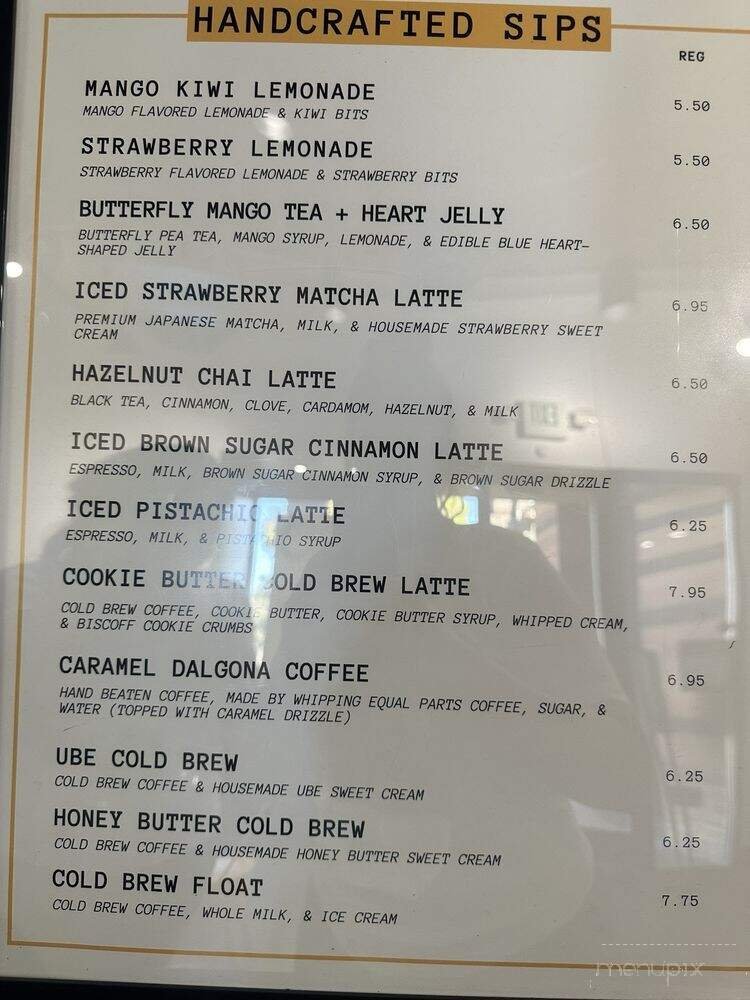 HANDCRAFTED SIPS
REG
MANGO KIWI LEMONADE 5.50
MANGO FLAVORED LEMONADE & KIWI BITS
STRAWBERRY LEMONADE 5.50
STRAWBERRY FLAVORED LEMONADE & STRAWBERRY BITS
BUTTERFLY MANGO TEA + HEART JELLY 6.50
BUTTERFLY PEA TEA, MANGO SYRUP, LEMONADE, & EDIBLE BLUE HEART-
SHAPED JELLY
ICED STRAWBERRY MATCHA LATTE 6.95
PREMIUM JAPANESE MATCHA, MILK, & HOUSEMADE STRAWBERRY SWEET
CREAM
HAZELNUT CHAI LATTE 6.50
BLACK TEA, CINNAMON, CLOVE, CARDAMOM, HAZELNUT, & MILK
ICED BROWN SUGAR CINNAMON LATTE 6.50
ESPRESSO, MILK, BROWN SUGAR CINNAMON SYRUP, & BROWN SUGAR DRIZZLE
ICED PISTACHIO LATTE 6.25
ESPRESSO, MILK, & PISTACHIO SYRUP
COOKIE BUTTER COLD BREW LATTE 7.95
COLD BREW COFFEE, COOKIE BUTTER, COOKIE BUTTER SYRUP, WHIPPED CREAM,
& BISCOFF COOKIE CRUMBS
CARAMEL DALGONA COFFEE 6.95
HAND BEATEN COFFEE, MADE BY WHIPPING EQUAL PARTS COFFEE, SUGAR, &
WATER (TOPPED WITH CARAMEL DRIZZLE)
UBE COLD BREW 6.25
COLD BREW COFFEE & HOUSEMADE UBE SWEET CREAM
HONEY BUTTER COLD BREW 6.25
COLD BREW COFFEE & HOUSEMADE HONEY BUTTER SWEET CREAM
COLD BREW FLOAT 7.75
COLD BREW COFFEE, WHOLE MILK, & ICE CREAM
menupix